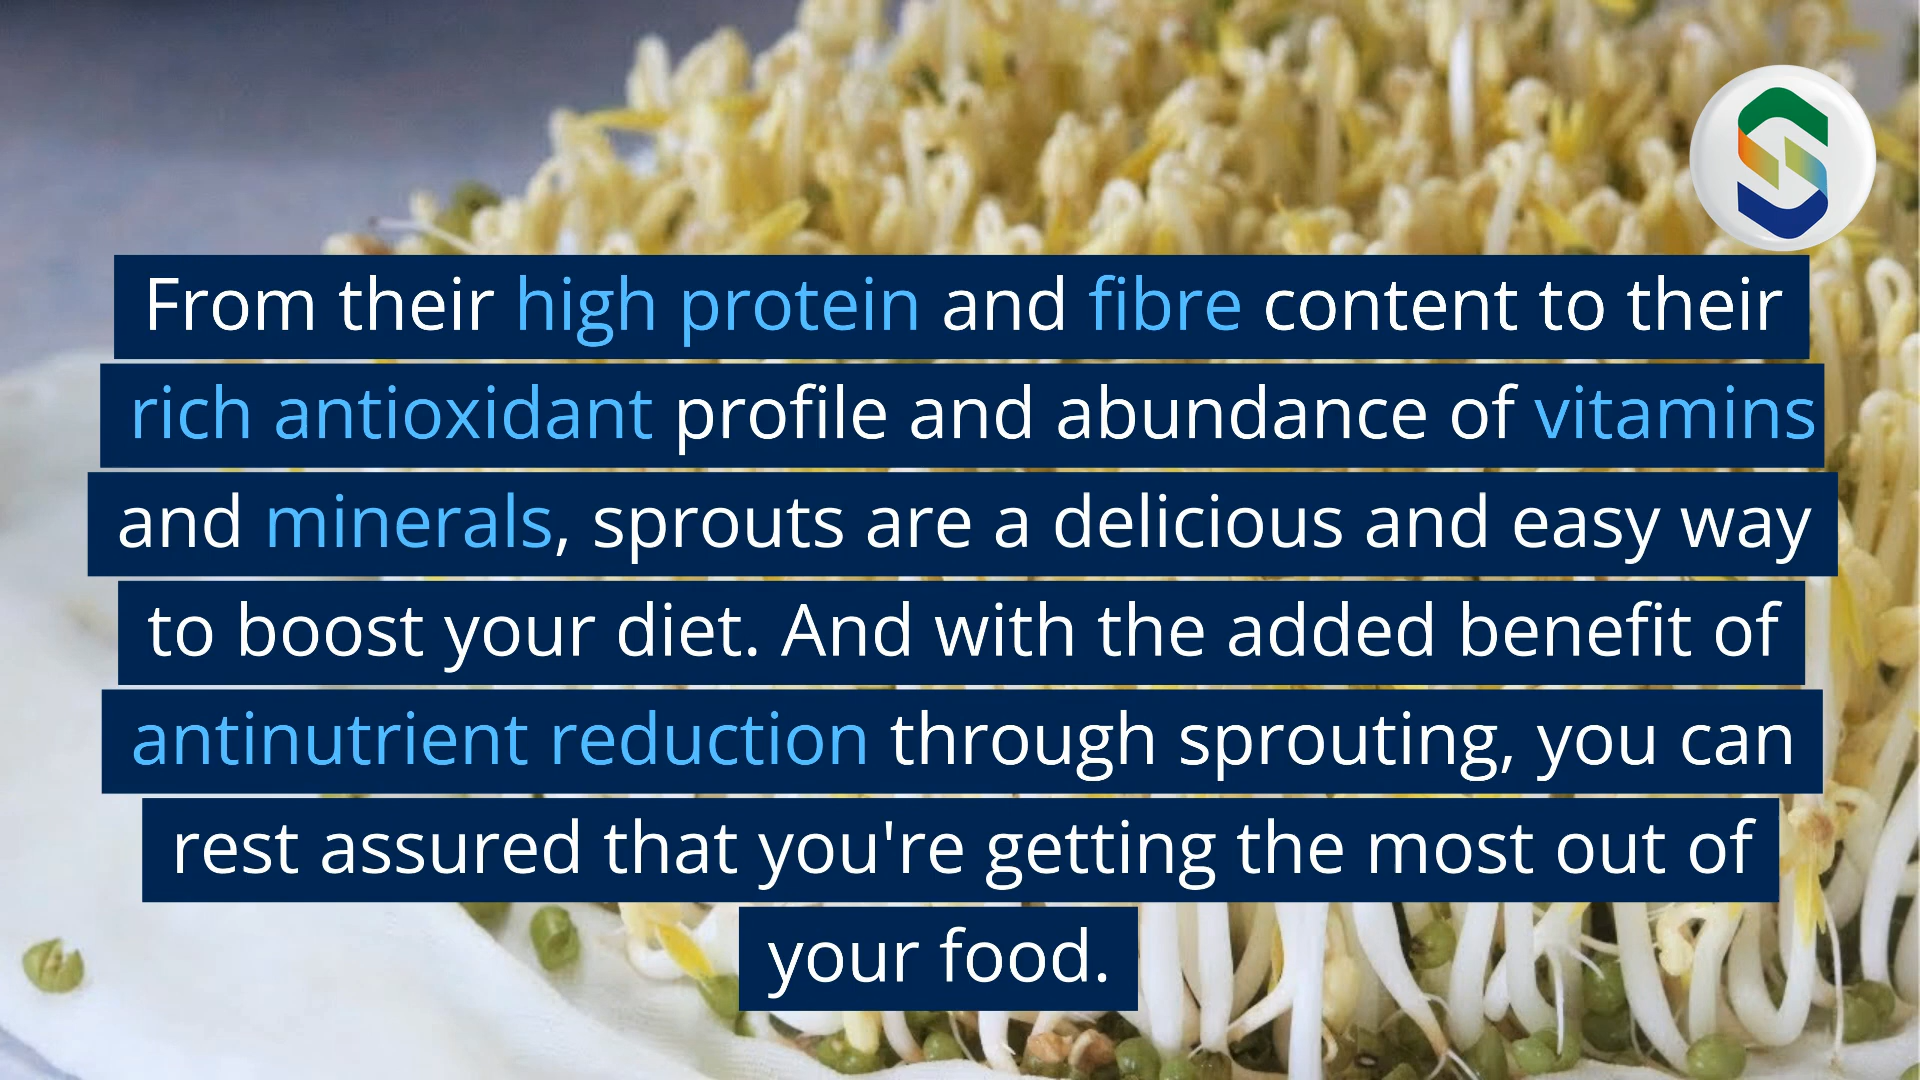 From their high protein and fibre content to their
rich antioxidant profile and abundance of vitamins
and minerals, sprouts are a delicious and easy way
to boost your diet. And with the added benefit of
antinutrient reduction through sprouting, you can
rest assured that you're getting the most out of
your food.